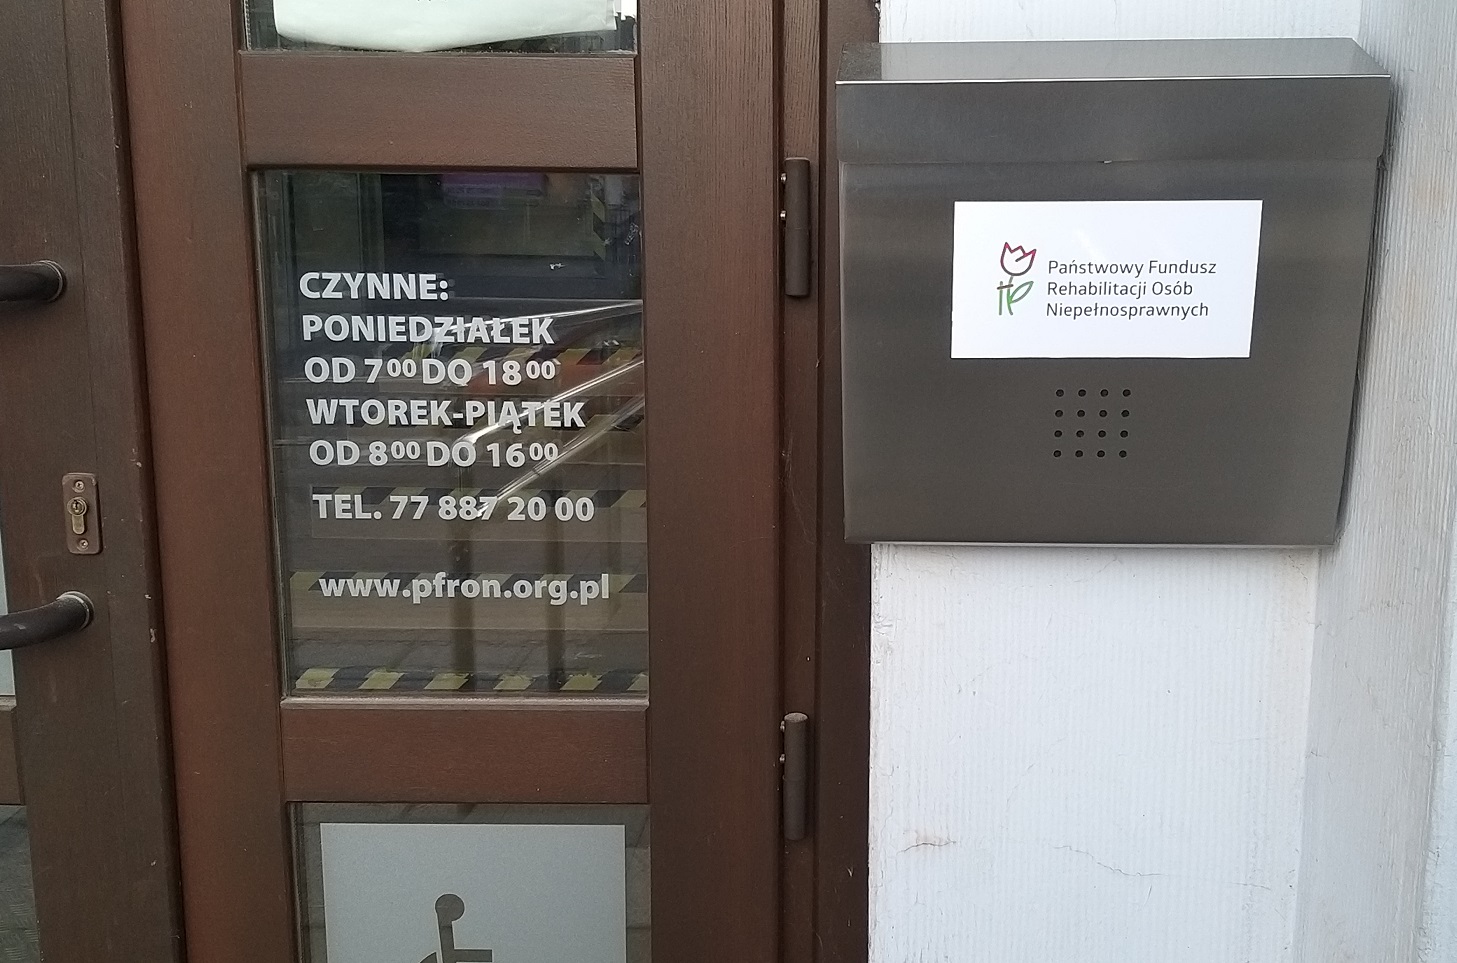 CZYNNE:
PONIEDZIAŁEK
OD 7⁰⁰ DO 18⁰⁰
WTOREK-PIĄTEK
OD 8⁰⁰ DO 16⁰⁰
TEL. 77 887 20 00
www.pfron.org.pl
Państwowy Fundusz
Rehabilitacji Osób
Niepełnosprawnych